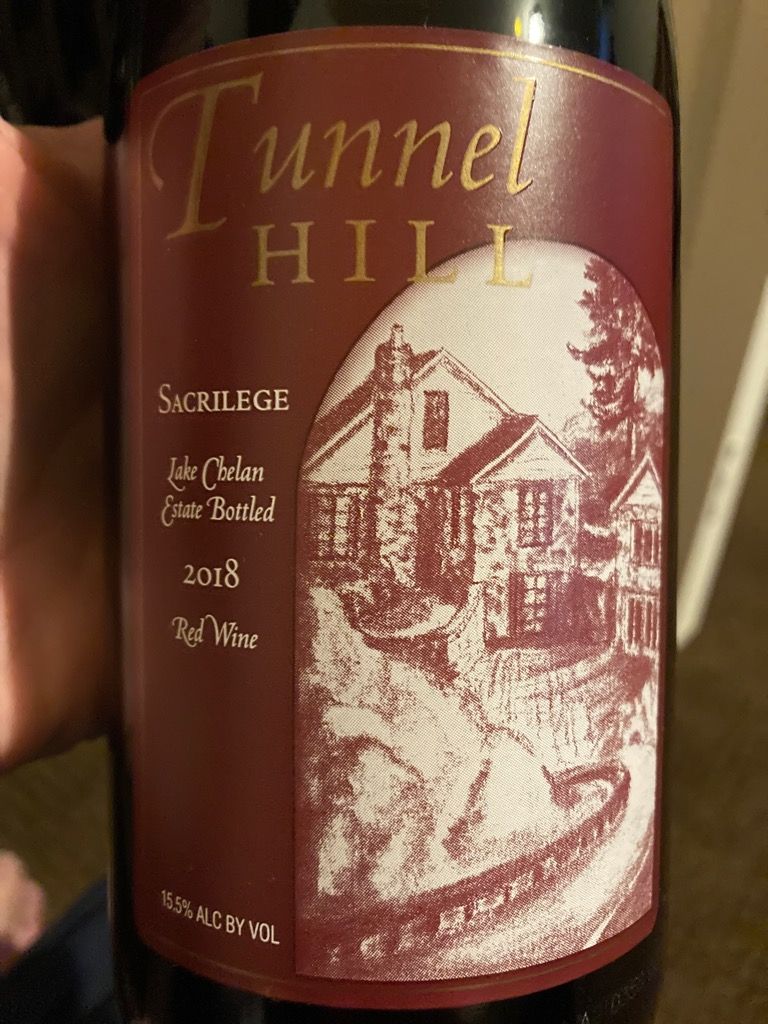 Tunnel
HILL
SACRILEGE
Lake Chelan
Estate Bottled
2018
Red Wine
15.5% ALC BY VOL